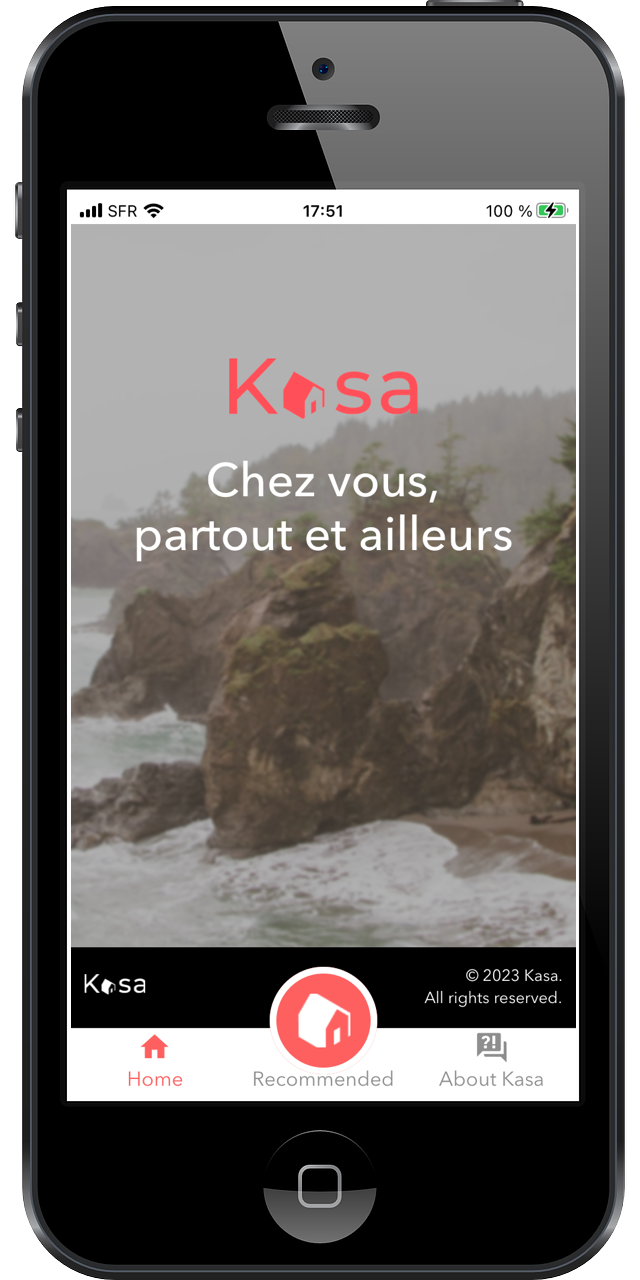 SFR 17:51 100 %
Kasa
Chez vous,
partout et ailleurs
Kasa
© 2023 Kasa.
All rights reserved.
?!
Home Recommended About Kasa